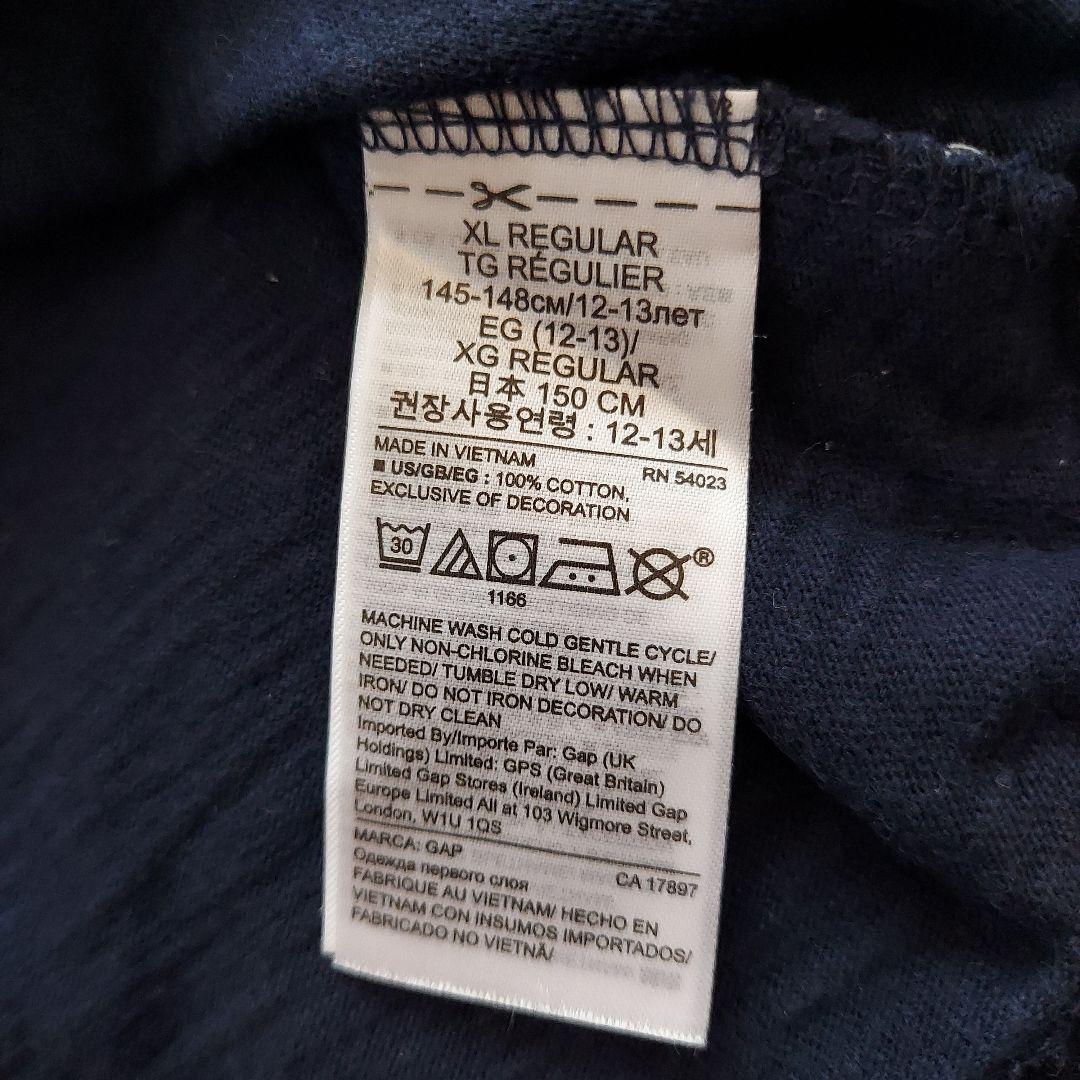 XL REGULAR
TG RÉGULIER
145-148см/12-13лет
EG (12-13)/
XG REGULAR
日本 150 CM
권장사용연령 : 12-13세
MADE IN VIETNAM
RN 54023
■ US/GB/EG : 100% COTTON,
EXCLUSIVE OF DECORATION
30
®
1166
MACHINE WASH COLD GENTLE CYCLE/
ONLY NON-CHLORINE BLEACH WHEN
NEEDED/ TUMBLE DRY LOW/ WARM
IRON/ DO NOT IRON DECORATION/ DO
NOT DRY CLEAN
Imported By/Importe Par: Gap (UK
Holdings) Limited: GPS (Great Britain)
Limited Gap Stores (Ireland) Limited Gap
Europe Limited All at 103 Wigmore Street,
London, W1U 1QS
MARCA: GAP
CA 17897
Одежда первого слоя
FABRIQUE AU VIETNAM/ HECHO EN
VIETNAM CON INSUMOS IMPORTADOS/
FABRICADO NO VIETNÃ/